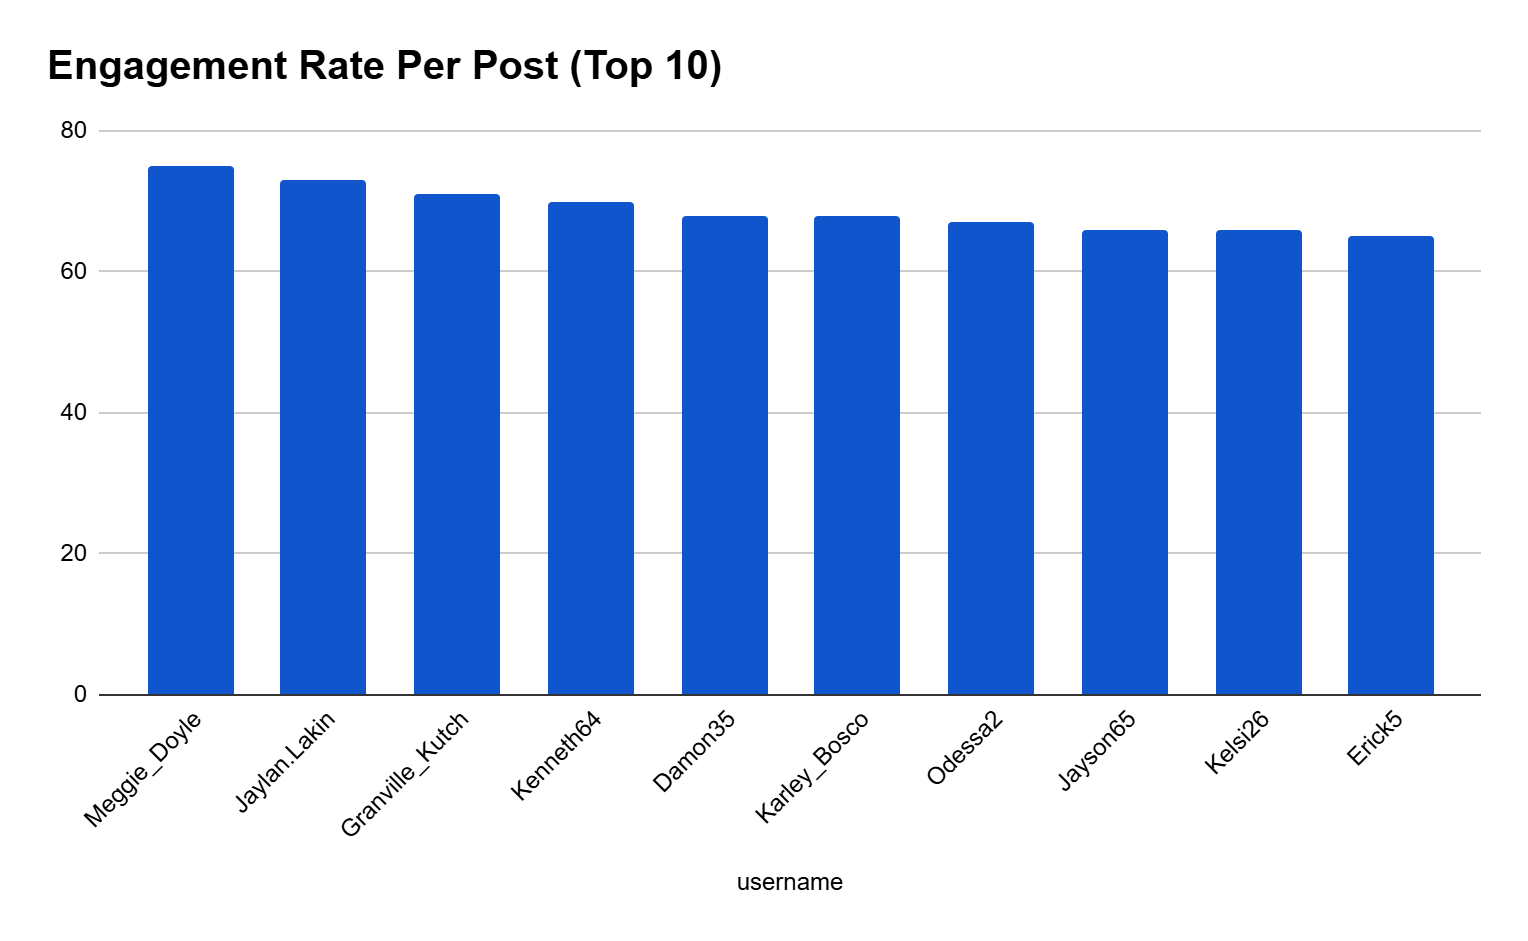 Engagement Rate Per Post (Top 10)
80
60
40
20
0
Meggie_Doyle
Jaylan.Lakin
Granville_Kutch
Kenneth64
Damon35
Karley_Bosco
Odessa2
Jayson65
Kelsi26
Erick5
username